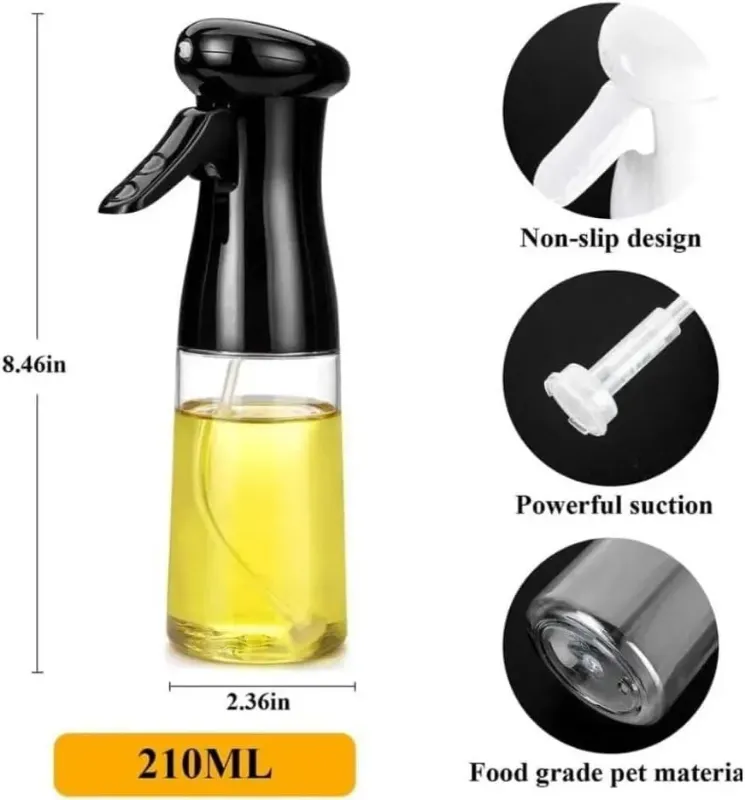 Non-slip design
8.46in
Powerful suction
2.36in
210ML
Food grade pet materia